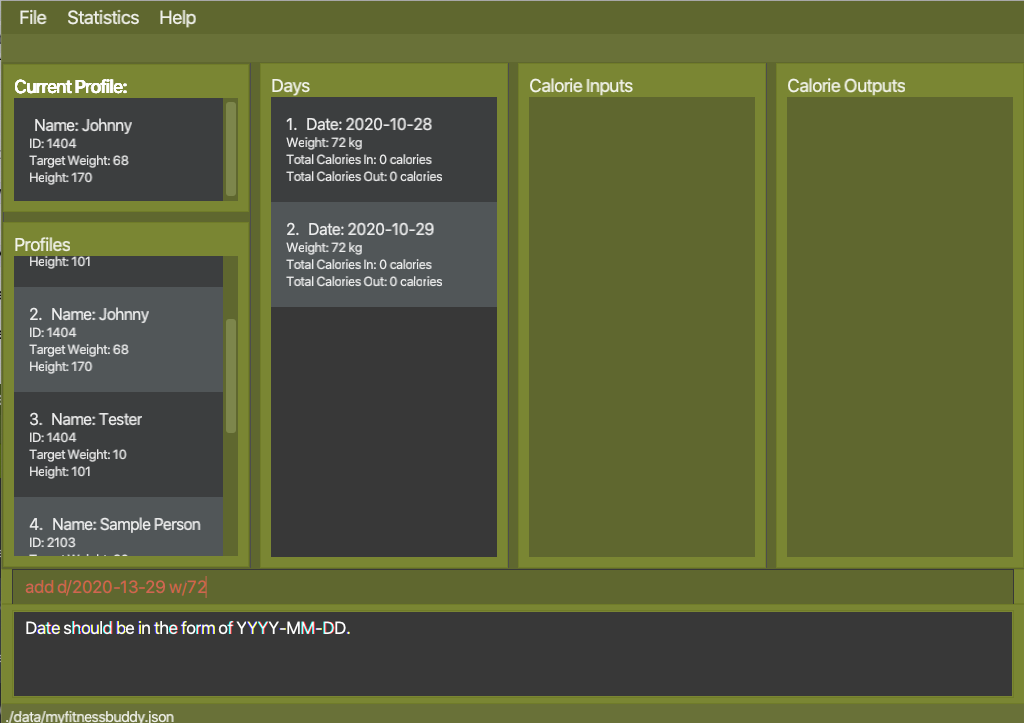 File Statistics Help
Current Profile:
Name: Johnny
ID: 1404
Target Weight: 68
Height: 170
Profiles
Height: 101
2. Name: Johnny
ID: 1404
Target Weight: 68
Height: 170
3. Name: Tester
ID: 1404
Target Weight: 10
Height: 101
4. Name: Sample Person
ID: 2103
Days
1. Date: 2020-10-28
Weight: 72 kg
Total Calories In: 0 calories
Total Calories Out: 0 calories
2. Date: 2020-10-29
Weight: 72 kg
Total Calories In: 0 calories
Total Calories Out: 0 calories
Calorie Inputs
Calorie Outputs
add d/2020-13-29 w/72
Date should be in the form of YYYY-MM-DD.
./data/myfitnessbuddy.json